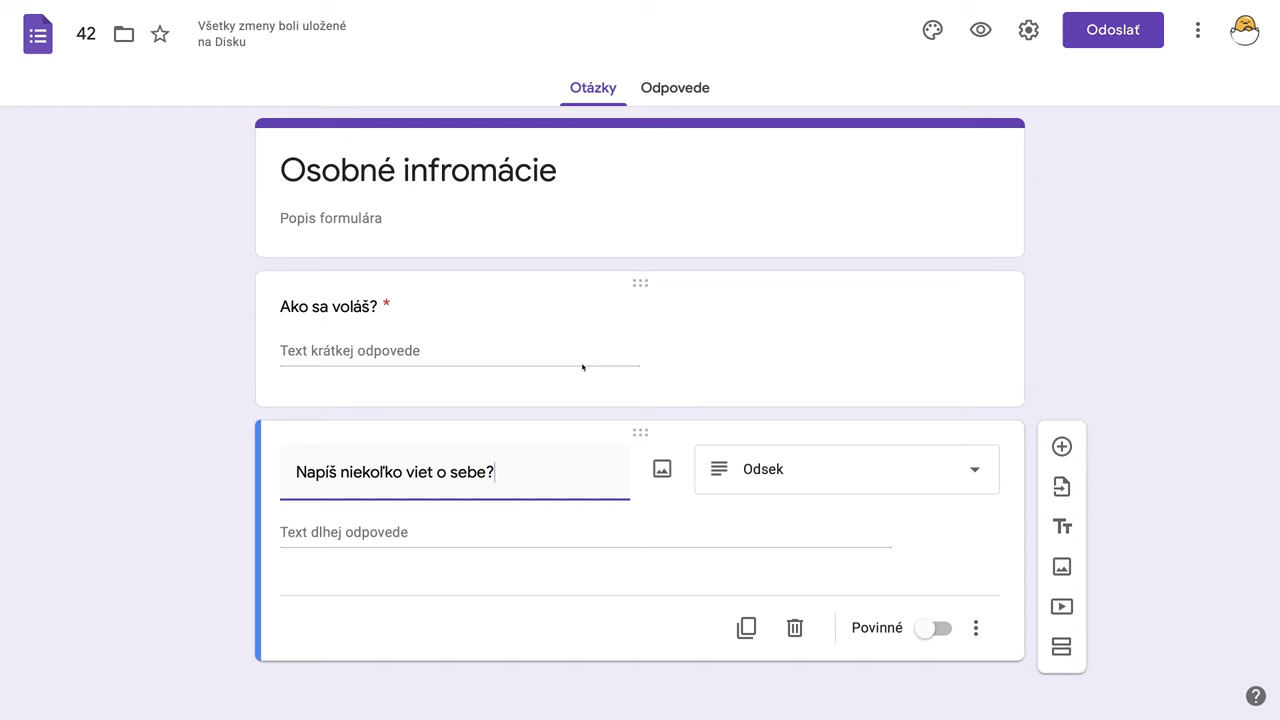 42
Všetky zmeny boli uložené
na Disku
Odoslať
Otázky
Odpovede
Osobné infromácie
Popis formulára
Ako sa voláš? *
Text krátkej odpovede
Napíš niekoľko viet o sebe?
Odsek
Text dlhej odpovede
Povinné